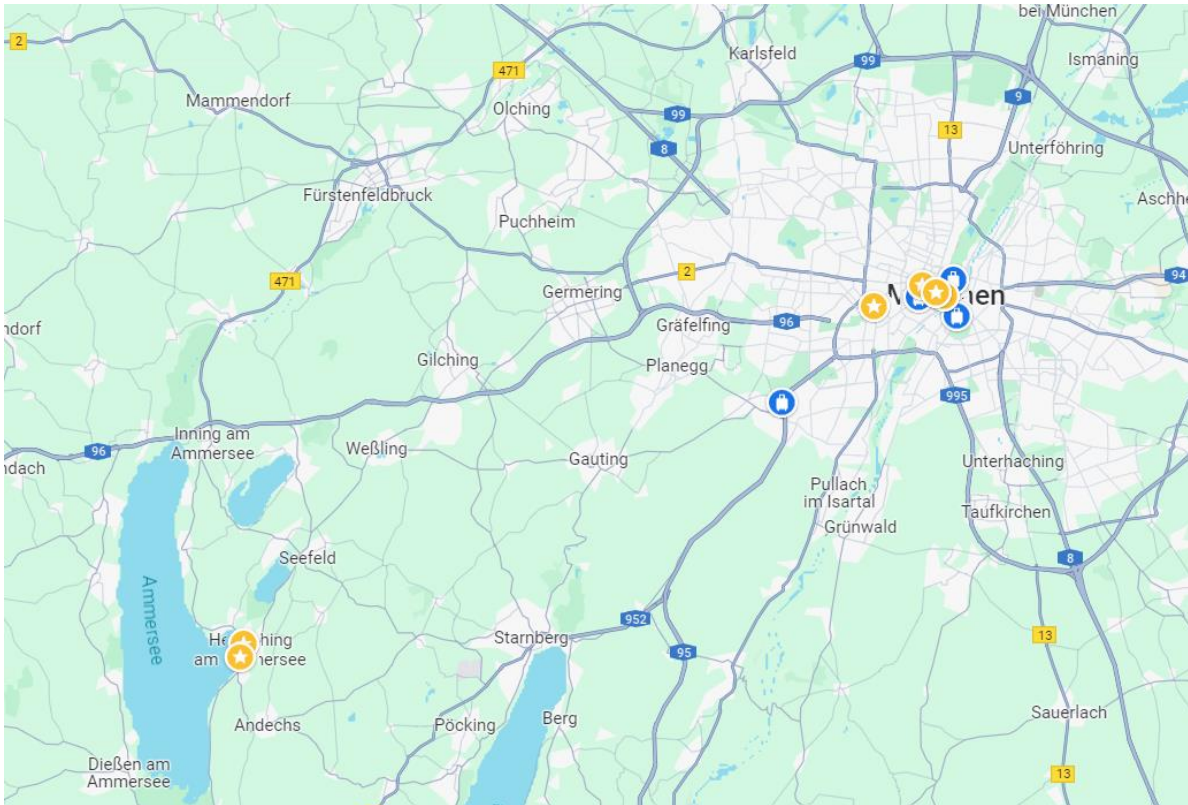 bei München
2
Karlsfeld
99
Ismaning
471
Mammendorf
Olching
99
9
13
8
Unterföhring
Fürstenfeldbruck
Puchheim
Aschhe
2
94
471
Germering
ndorf
Gräfelfing
96
Gilching
Planegg
995
Inning am
Ammersee
96
Weßling
ndach
Gauting
Unterhaching
Pullach
im Isartal
Taufkirchen
Grünwald
Seefeld
8
Ammersee
952
Starnberg
13
95
Andechs
Pöcking
Berg
Sauerlach
Dießen am
Ammersee
13